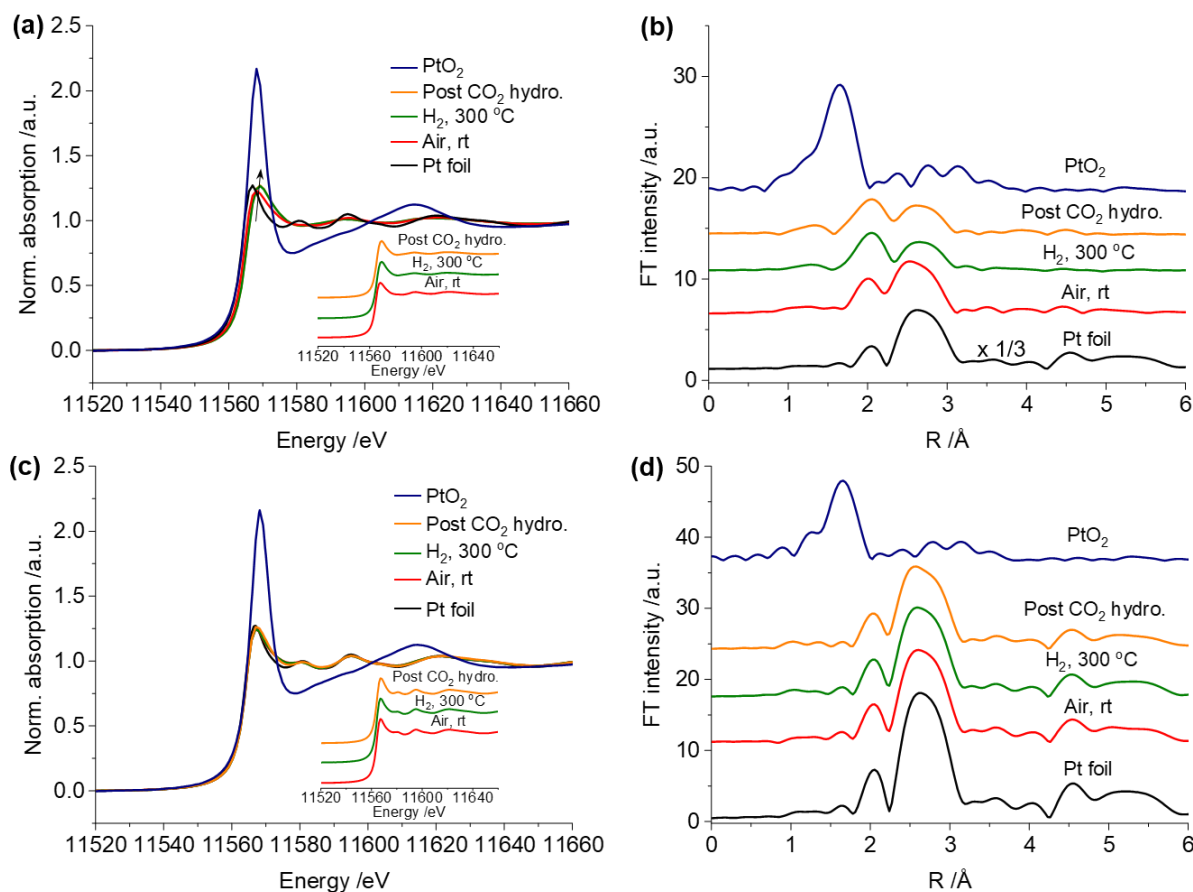 (a)
2.5
2.0
1.5
1.0
0.5
0.0
Norm. absorption /a.u.
PtO₂
Post CO₂ hydro.
H₂, 300 °C
Air, rt
Pt foil
Post CO₂ hydro.
H₂, 300 °C
Air, rt
11520 11560 11600 11640
Energy /eV
11520 11540 11560 11580 11600 11620 11640 11660
Energy /eV
(b)
30
20
10
0
FT intensity /a.u.
PtO₂
Post CO₂ hydro.
H₂, 300 °C
Air, rt
Pt foil
x 1/3
0 1 2 3 4 5 6
R /Å
(c)
2.5
2.0
1.5
1.0
0.5
0.0
Norm. absorption /a.u.
PtO₂
Post CO₂ hydro.
H₂, 300 °C
Air, rt
Pt foil
Post CO₂ hydro.
H₂, 300 °C
Air, rt
11520 11560 11600 11640
Energy /eV
11520 11540 11560 11580 11600 11620 11640 11660
Energy /eV
(d)
50
40
30
20
10
0
FT intensity /a.u.
PtO₂
Post CO₂ hydro.
H₂, 300 °C
Air, rt
Pt foil
0 1 2 3 4 5 6
R /Å